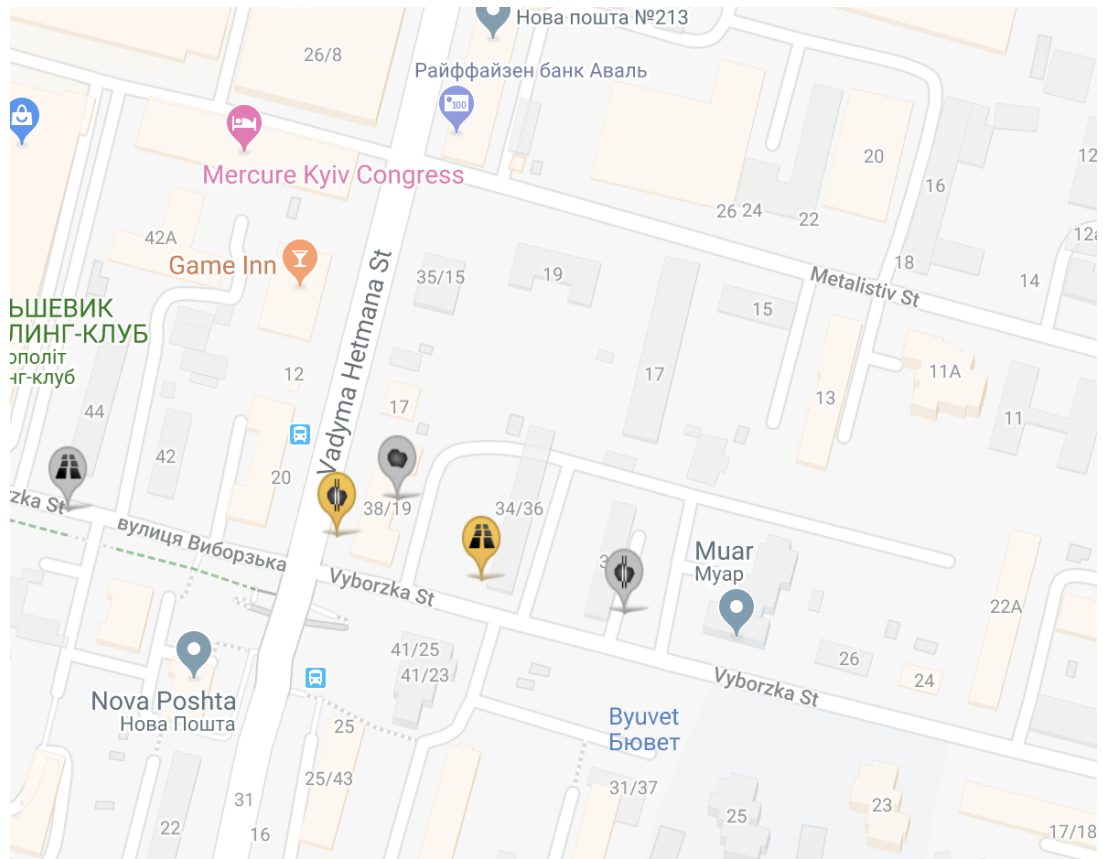 Нова пошта №213
26/8
Райффайзен банк Аваль
100
Mercure Kyiv Congress
20
12
16
26 24
22
42A
12a
Game Inn
35/15
19
18
14
Metalistiv St
15
ЬШЕВИК
ЛИНГ-КЛУБ
ополіт
нг-клуб
Vadyma Hetmana St
12
17
17
11A
13
44
11
42
20
zka St
38/19
34/36
вулиця Виборзька
Vyborzka St
3
Muar
Муар
22A
41/25
41/23
26
24
Vyborzka St
Nova Poshta
Нова Пошта
25
Byuvet
Бювет
25/43
31/37
31
22
16
25
23
17/18